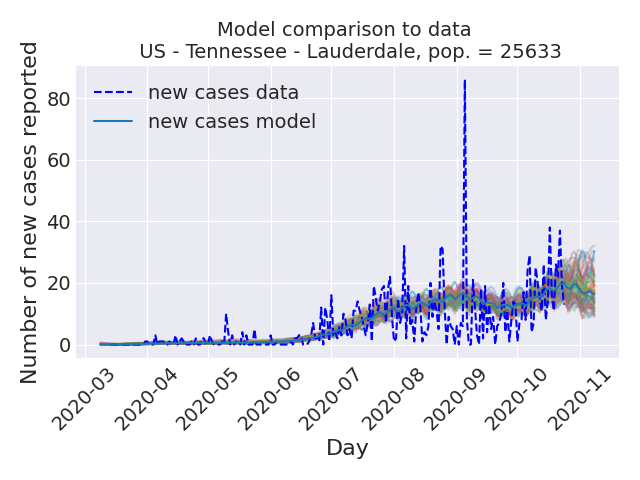 Model comparison to data
US - Tennessee - Lauderdale, pop. = 25633
Number of new cases reported
80
60
40
20
0
new cases data
new cases model
2020-03
2020-04
2020-05
2020-06
2020-07
2020-08
2020-09
2020-10
2020-11
Day